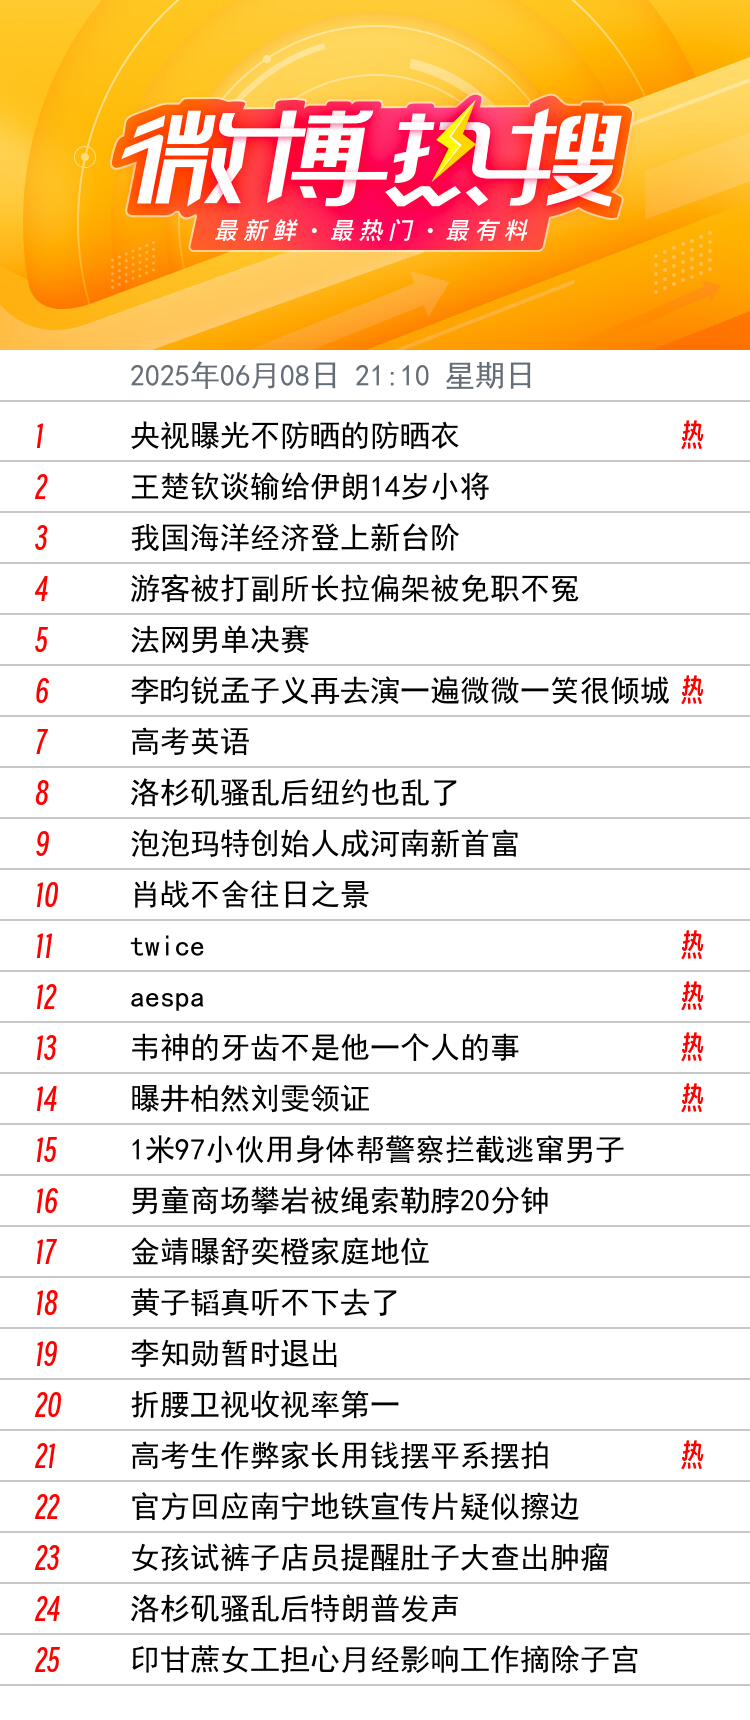 微博热搜
最新鲜·最热门·最有料
2025年06月08日 21:10 星期日
1 央视曝光不防晒的防晒衣 热
2 王楚钦谈输给伊朗14岁小将
3 我国海洋经济登上新台阶
4 游客被打副所长拉偏架被免职不冤
5 法网男单决赛
6 李昀锐孟子义再去演一遍微微一笑很倾城 热
7 高考英语
8 洛杉矶骚乱后纽约也乱了
9 泡泡玛特创始人成河南新首富
10 肖战不舍往日之景
11 twice 热
12 aespa 热
13 韦神的牙齿不是他一个人的事 热
14 曝井柏然刘雯领证 热
15 1米97小伙用身体帮警察拦截逃窜男子
16 男童商场攀岩被绳索勒脖20分钟
17 金靖曝舒奕橙家庭地位
18 黄子韬真听不下去了
19 李知勋暂时退出
20 折腰卫视收视率第一
21 高考生作弊家长用钱摆平系摆拍 热
22 官方回应南宁地铁宣传片疑似擦边
23 女孩试裤子店员提醒肚子大查出肿瘤
24 洛杉矶骚乱后特朗普发声
25 印甘蔗女工担心月经影响工作摘除子宫